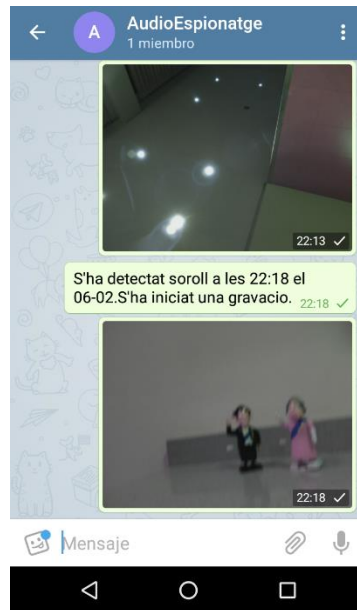 AudioEspionatge
A
1 miembro
22:13
S'ha detectat soroll a les 22:18 el
06-02.S'ha iniciat una gravacio.
22:18
22:18
Mensaje